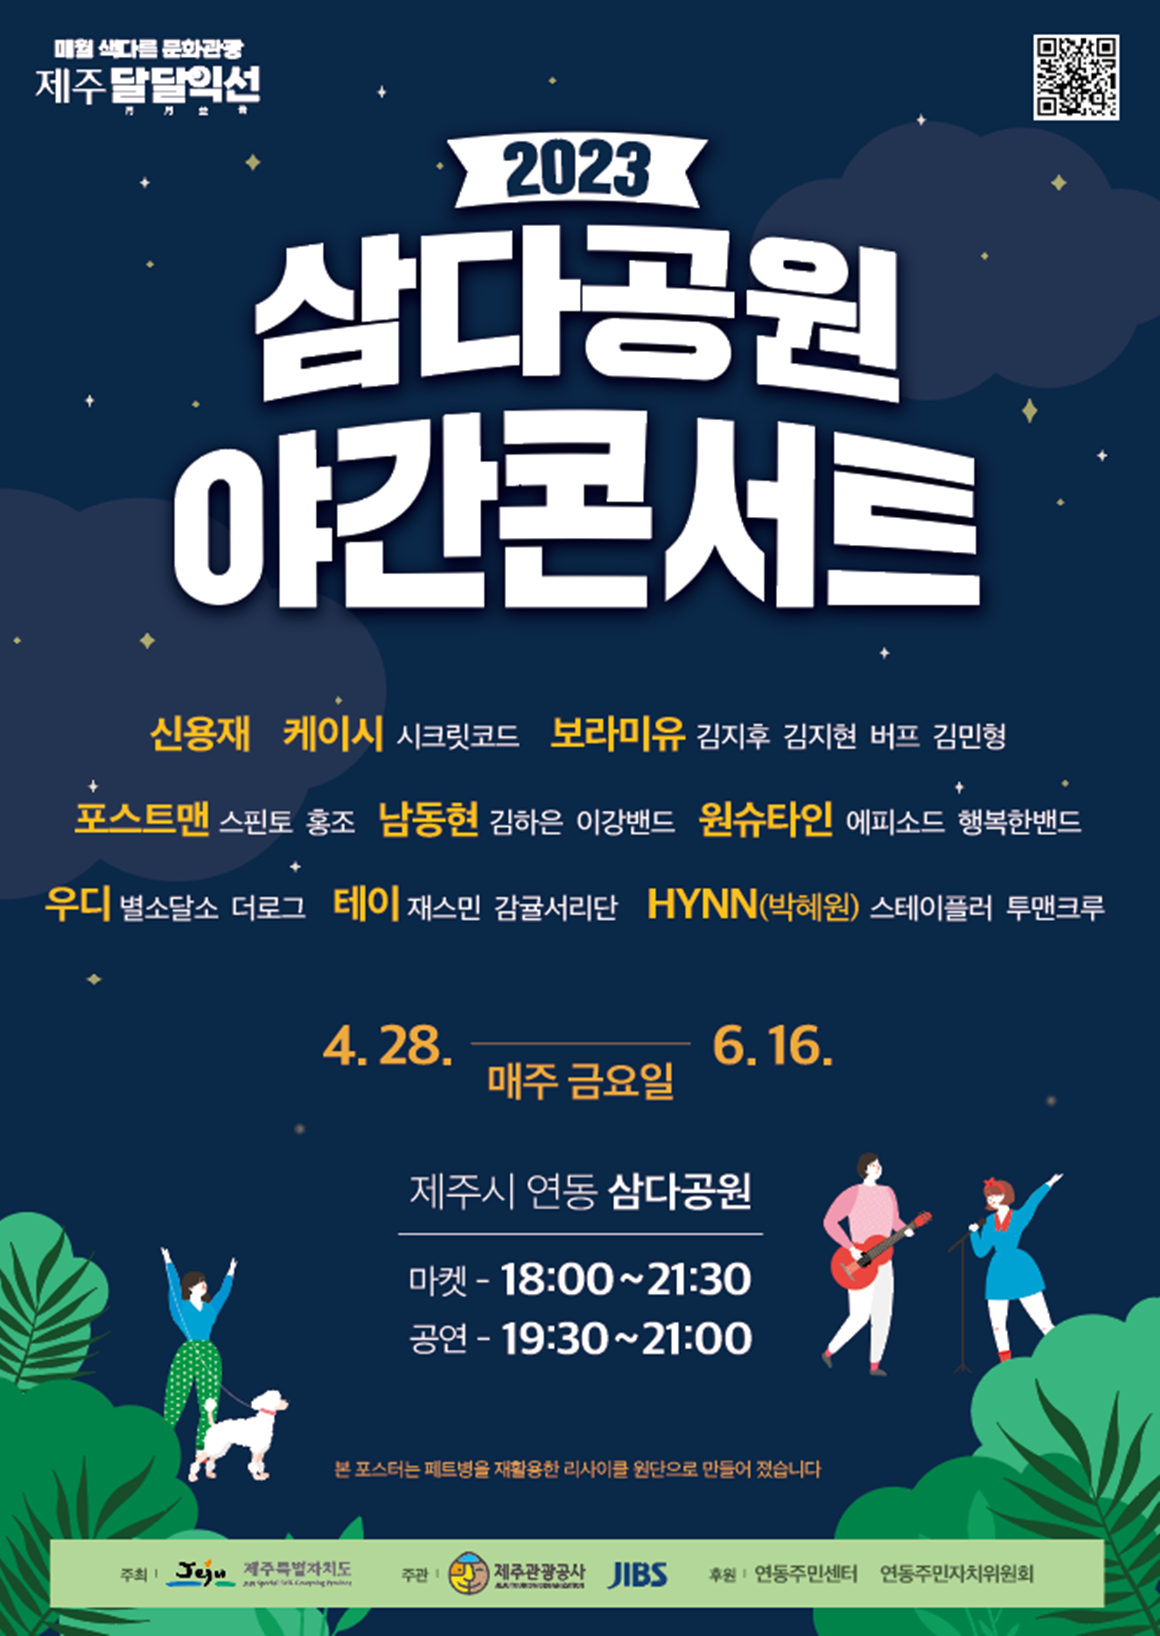 매월 색다른 문화관광
제주 달달익선
2023
삼다공원
야간콘서트
신용재 케이시 시크릿코드 보라미유 김지후 김지현 버프 김민형
포스트맨 스핀토 홍조 남동현 김하은 이강밴드 원슈타인 에피소드 행복한밴드
우디 별소달소 더로그 테이 재스민 감귤서리단 HYNN(박혜원) 스테이플러 투맨크루
4. 28. 6. 16.
매주 금요일
제주시 연동 삼다공원
마켓 - 18:00~21:30
공연 - 19:30~21:00
본 포스터는 페트병을 재활용한 리사이클 원단으로 만들어 졌습니다
주최 | Jeju 제주특별자치도 주관 | 제주관광공사 JIBS 후원 | 연동주민센터 연동주민자치위원회